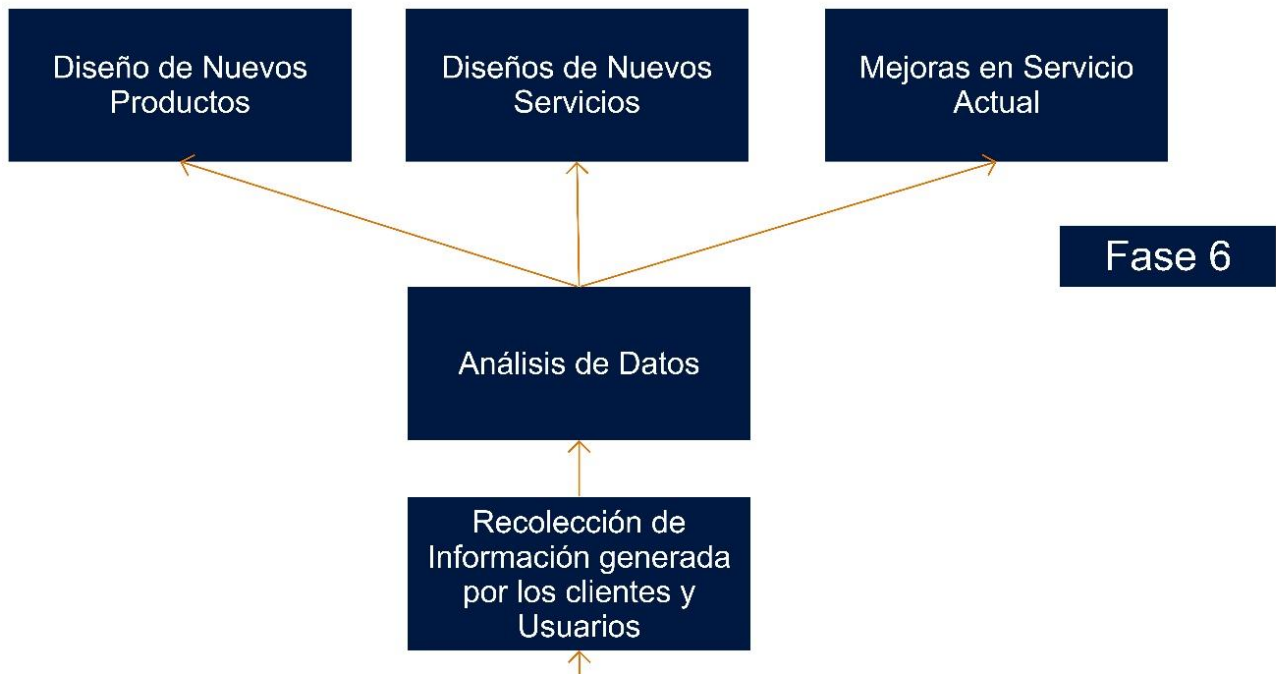 Diseño de Nuevos
Productos
Diseños de Nuevos
Servicios
Mejoras en Servicio
Actual
Fase 6
Análisis de Datos
Recolección de
Información generada
por los clientes y
Usuarios